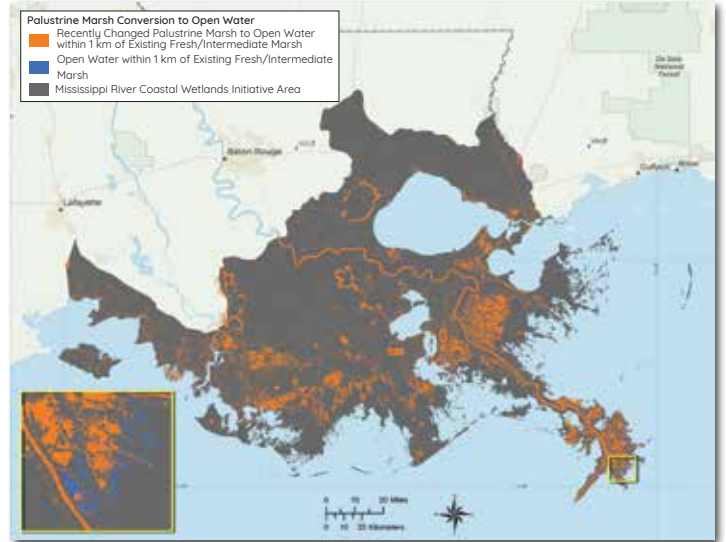 Palustrine Marsh Conversion to Open Water
Recently Changed Palustrine Marsh to Open Water
within 1 km of Existing Fresh/Intermediate Marsh
Open Water within 1 km of Existing Fresh/Intermediate
Marsh
Mississippi River Coastal Wetlands Initiative Area
De Soto
National
Forest
Baton Rouge
Gulfport
Biloxi
Lafayette
0 10 20 Miles
0 10 20 Kilometers